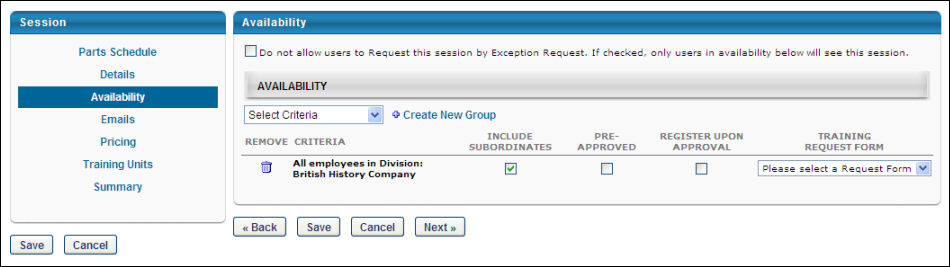 Session
Parts Schedule
Details
Availability
Emails
Pricing
Training Units
Summary
Save Cancel
Availability
Do not allow users to Request this session by Exception Request. If checked, only users in availability below will see this session.
AVAILABILITY
Select Criteria Create New Group
REMOVE CRITERIA INCLUDE SUBORDINATES PRE-APPROVED REGISTER UPON APPROVAL TRAINING REQUEST FORM
All employees in Division:
British History Company
Please select a Request Form
« Back Save Cancel Next »